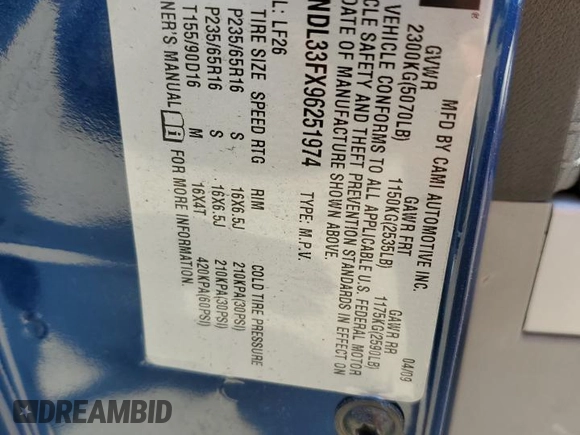 MFD BY CAMI AUTOMOTIVE INC. 04/09
GVWR GAWR FRT GAWR RR
2300KG(5070LB) 1150KG(2535LB) 1175KG(2590LB)
VEHICLE CONFORMS TO ALL APPLICABLE U.S. FEDERAL MOTOR
CLE SAFETY AND THEFT PREVENTION STANDARDS IN EFFECT ON
DATE OF MANUFACTURE SHOWN ABOVE.
NDL33FX96251974 TYPE: M.P.V.
L: LF26
TIRE SIZE SPEED RTG RIM COLD TIRE PRESSURE
P235/65R16 S 16X6.5J 210KPA(30PSI)
P235/65R16 S 16X6.5J 210KPA(30PSI)
T155/90D16 M 16X4T 420KPA(60PSI)
NER'S MANUAL FOR MORE INFORMATION.
DREAMBID